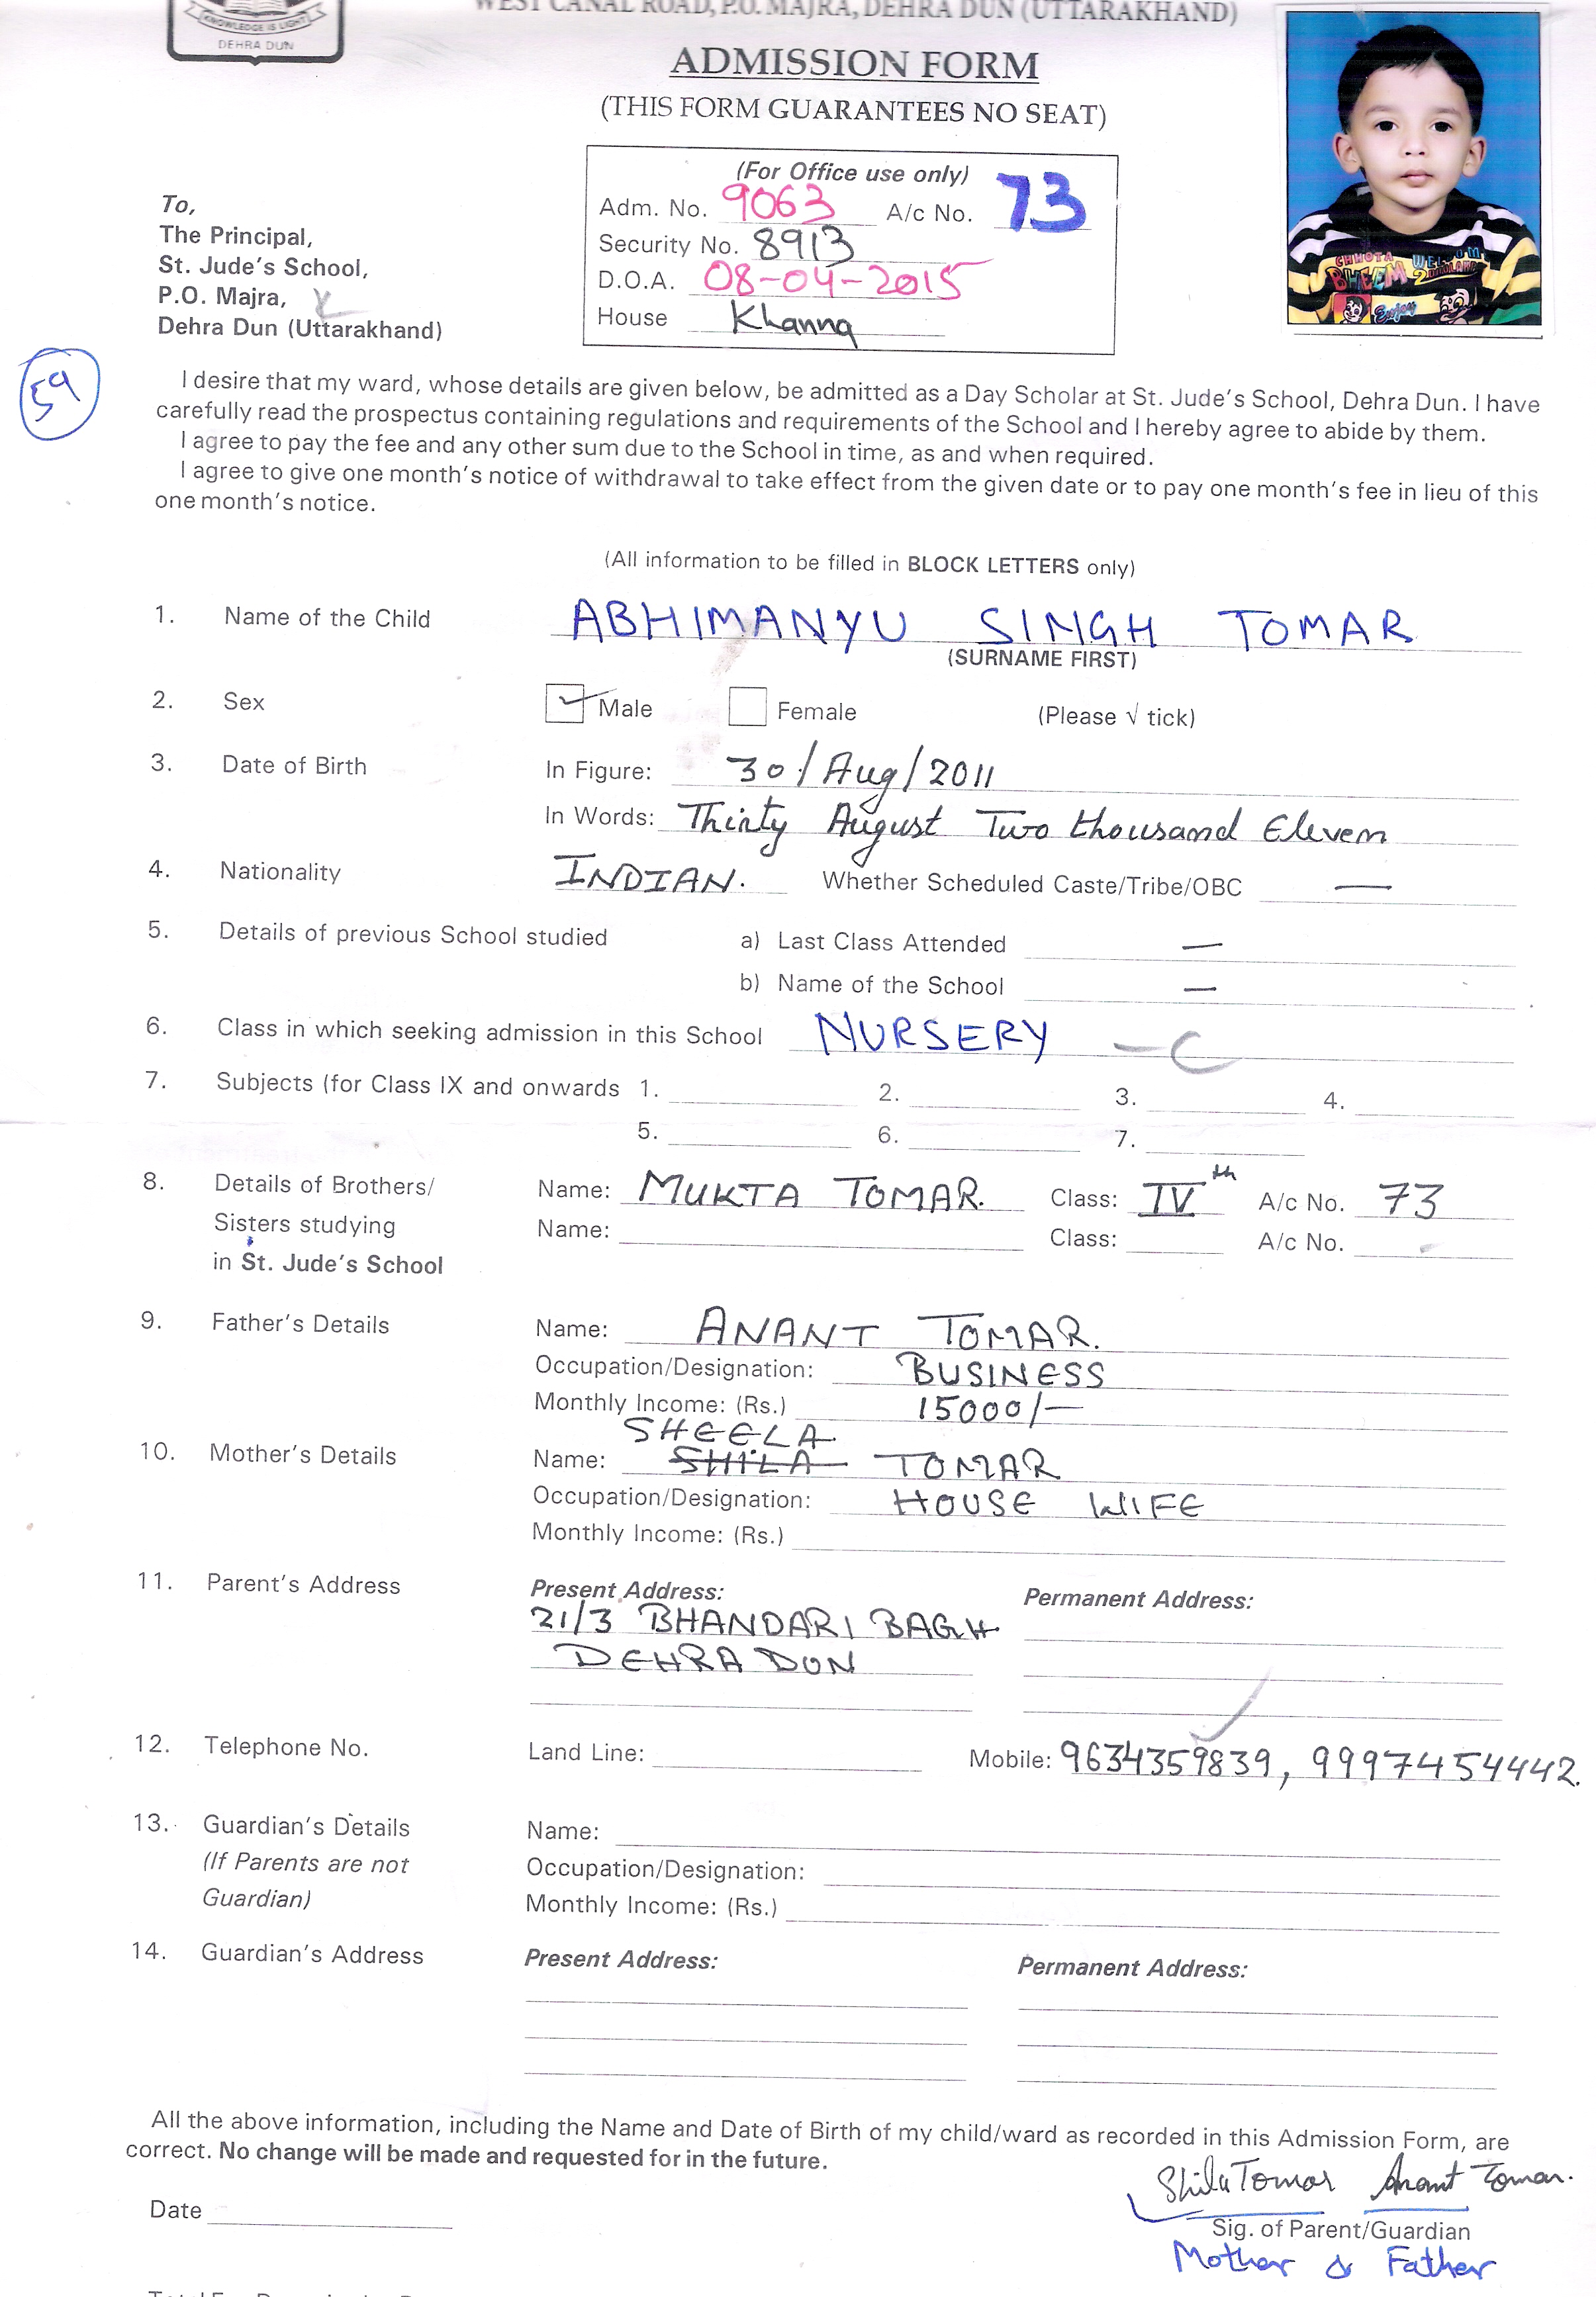 KNOWLEDGE IS LIGHT
DEHRA DUN
WEST CANAL ROAD, P.O. MAJRA, DEHRA DUN (UTTARAKHAND)
ADMISSION FORM
(THIS FORM GUARANTEES NO SEAT)
(For Office use only)
Adm. No. 9063 A/c No. 73
Security No. 8913
D.O.A. 08-04-2015
House Khanna
To,
The Principal,
St. Jude's School,
P.O. Majra,
Dehra Dun (Uttarakhand)
CHHOTA BHEEM
59
I desire that my ward, whose details are given below, be admitted as a Day Scholar at St. Jude's School, Dehra Dun. I have
carefully read the prospectus containing regulations and requirements of the School and I hereby agree to abide by them.
I agree to pay the fee and any other sum due to the School in time, as and when required.
I agree to give one month's notice of withdrawal to take effect from the given date or to pay one month's fee in lieu of this
one month's notice.
(All information to be filled in BLOCK LETTERS only)
1. Name of the Child ABHIMANYU SINGH TOMAR
(SURNAME FIRST)
2. Sex Male Female (Please √ tick)
3. Date of Birth In Figure: 30/Aug/2011
In Words: Thirty August Two thousand Eleven
4. Nationality INDIAN. Whether Scheduled Caste/Tribe/OBC —
5. Details of previous School studied a) Last Class Attended —
b) Name of the School —
6. Class in which seeking admission in this School NURSERY — C
7. Subjects (for Class IX and onwards 1. 2. 3. 4.
5. 6. 7.
8. Details of Brothers/ Name: MUKTA TOMAR. Class: IVth A/c No. 73
Sisters studying Name: Class: A/c No.
in St. Jude's School
9. Father's Details Name: ANANT TOMAR.
Occupation/Designation: BUSINESS
Monthly Income: (Rs.) 15000/-
SHEELA
10. Mother's Details Name: SHILA TOMAR
Occupation/Designation: HOUSE WIFE
Monthly Income: (Rs.)
11. Parent's Address Present Address: Permanent Address:
21/3 BHANDARI BAGH
DEHRA DUN
12. Telephone No. Land Line: Mobile: 9634359839, 9997454442.
13. Guardian's Details Name:
(If Parents are not Occupation/Designation:
Guardian) Monthly Income: (Rs.)
14. Guardian's Address Present Address: Permanent Address:
All the above information, including the Name and Date of Birth of my child/ward as recorded in this Admission Form, are
correct. No change will be made and requested for in the future.
Shila Tomar Anant Tomar.
Date
Sig. of Parent/Guardian
Mother & Father